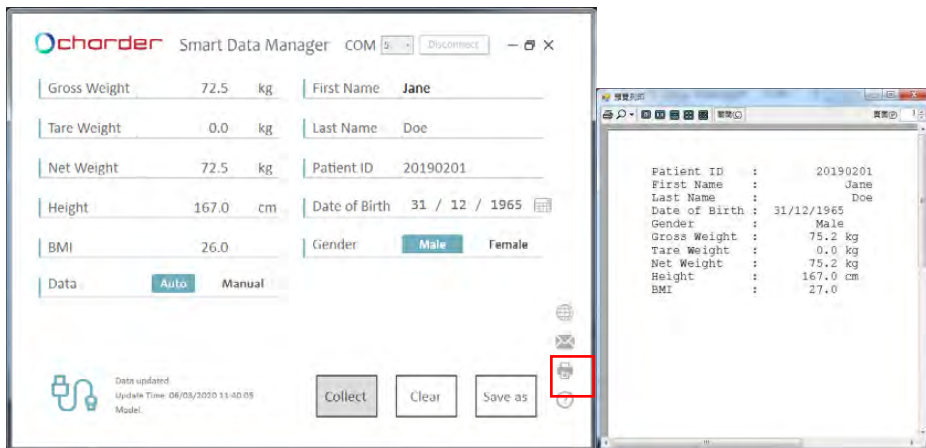 charder Smart Data Manager COM 5 Disconnect
Gross Weight 72.5 kg First Name Jane
Tare Weight 0.0 kg Last Name Doe
Net Weight 72.5 kg Patient ID 20190201
Height 167.0 cm Date of Birth 31 / 12 / 1965
BMI 26.0 Gender Male Female
Data Auto Manual
Data updated.
Update Time: 06/03/2020 11:40:05
Model:
Collect Clear Save as
預覽列印
關閉(C) 頁面(P) 1
Patient ID : 20190201
First Name : Jane
Last Name : Doe
Date of Birth : 31/12/1965
Gender : Male
Gross Weight : 75.2 kg
Tare Weight : 0.0 kg
Net Weight : 75.2 kg
Height : 167.0 cm
BMI : 27.0